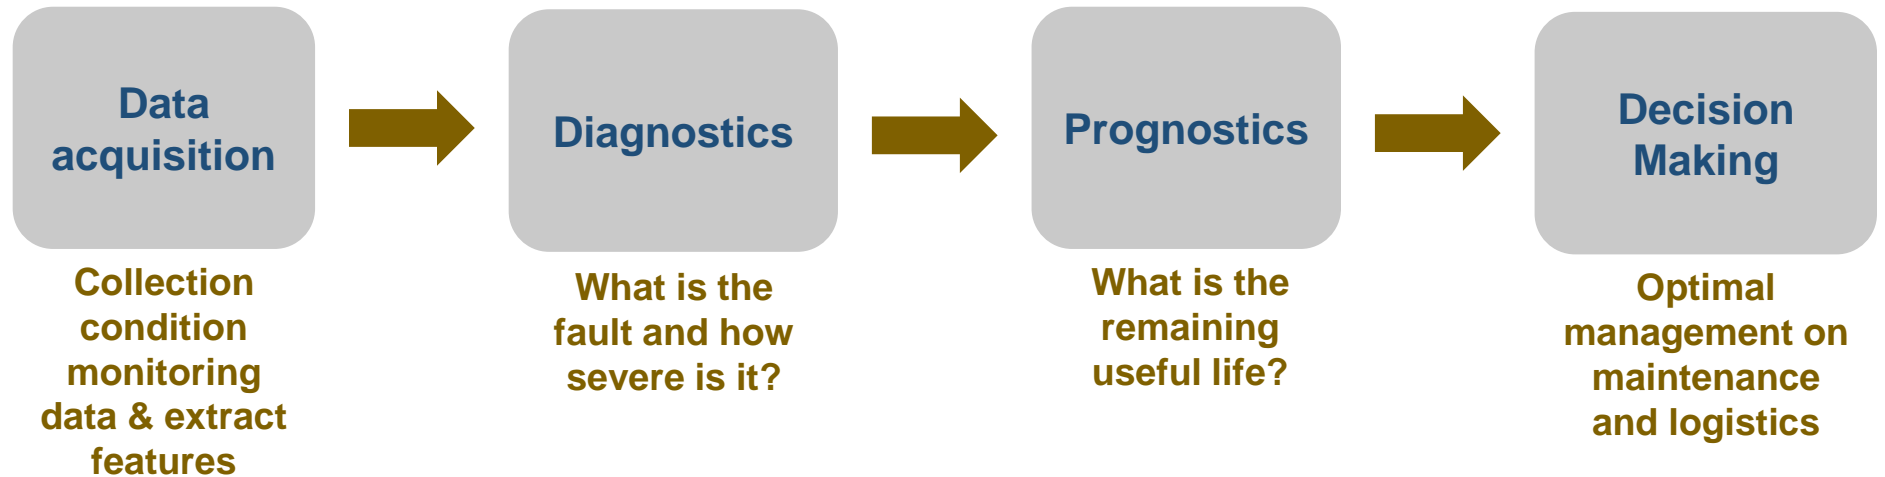 Data
acquisition
Collection
condition
monitoring
data & extract
features
Diagnostics
What is the
fault and how
severe is it?
Prognostics
What is the
remaining
useful life?
Decision
Making
Optimal
management on
maintenance
and logistics